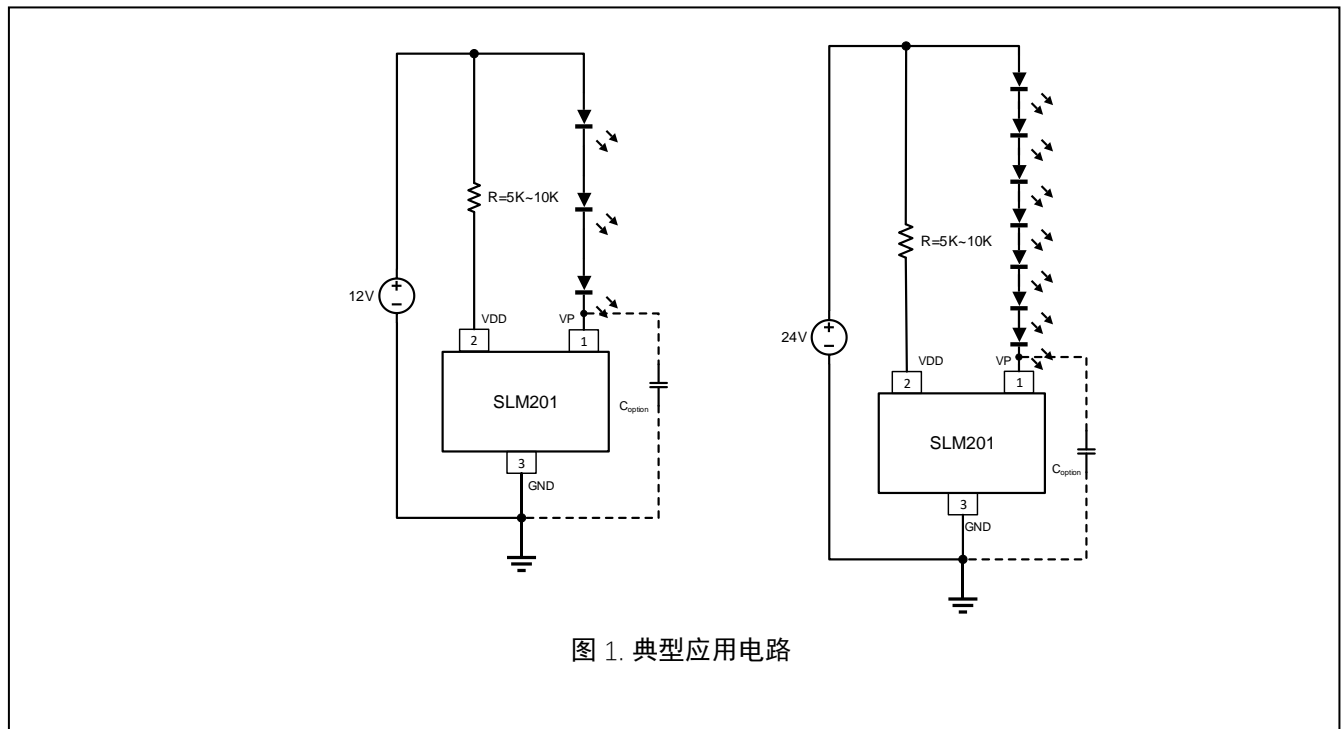 R=5K~10K
12V
VDD
VP
2
1
SLM201
C_option
3
GND
R=5K~10K
24V
VDD
VP
2
1
SLM201
C_option
3
GND
图 1. 典型应用电路